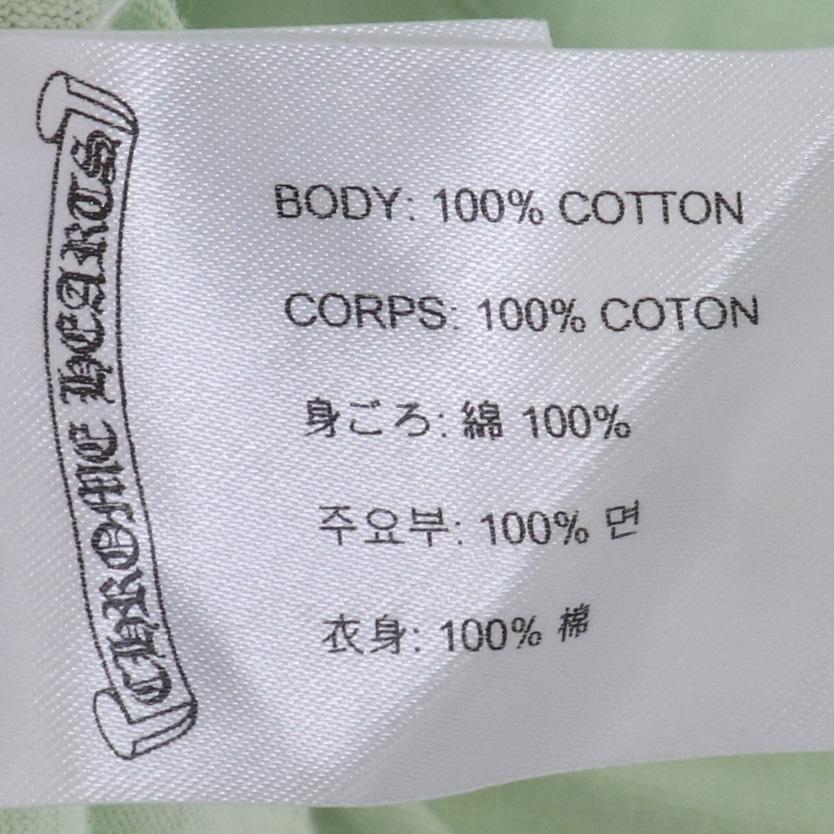 CHROME HEARTS
BODY: 100% COTTON
CORPS: 100% COTON
身ごろ: 綿 100%
주요부: 100% 면
衣身: 100% 棉